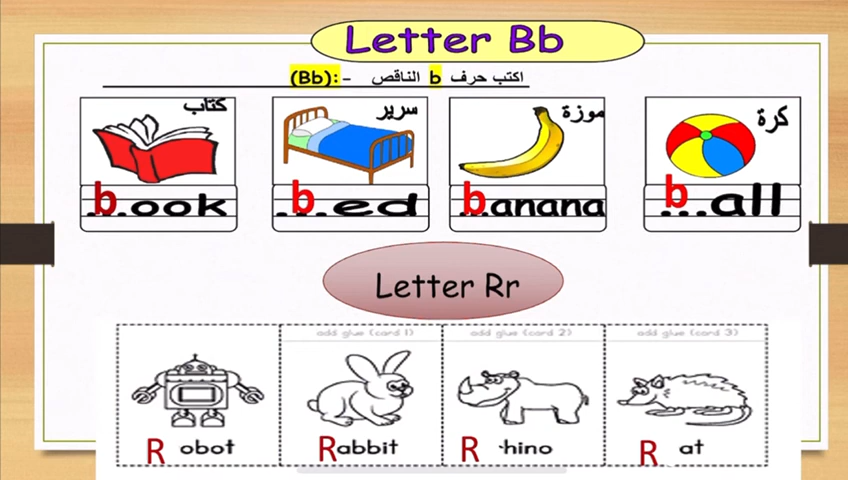 Letter Bb
اكتب حرف b الناقص -:(Bb)
كتاب
سرير
موزة
كرة
b...ook
...b.ed
b...anana
b...all
Letter Rr
add glue (card 1)
add glue (card 2)
add glue (card 3)
R obot
Rabbit
R hino
R at